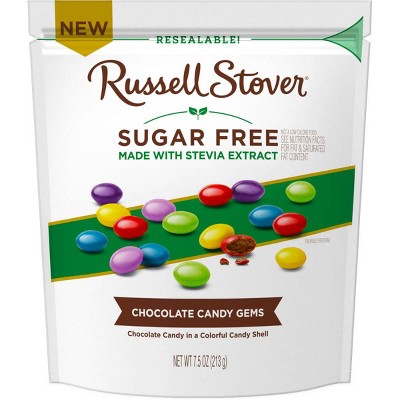 NEW
RESEALABLE!
Russell Stover®
SUGAR FREE
MADE WITH STEVIA EXTRACT
NOT A LOW CALORIE FOOD.
SEE NUTRITION FACTS
FOR FAT & SATURATED
FAT CONTENT
CHOCOLATE CANDY GEMS
Chocolate Candy in a Colorful Candy Shell
NET WT 7.5 OZ (213 g)